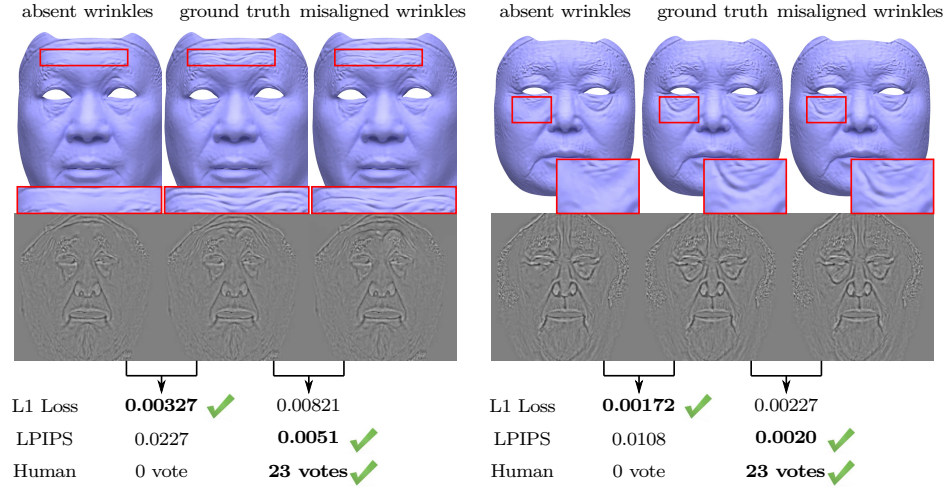 absent wrinkles ground truth misaligned wrinkles
absent wrinkles ground truth misaligned wrinkles
L1 Loss 0.00327 0.00821
LPIPS 0.0227 0.0051
Human 0 vote 23 votes
L1 Loss 0.00172 0.00227
LPIPS 0.0108 0.0020
Human 0 vote 23 votes